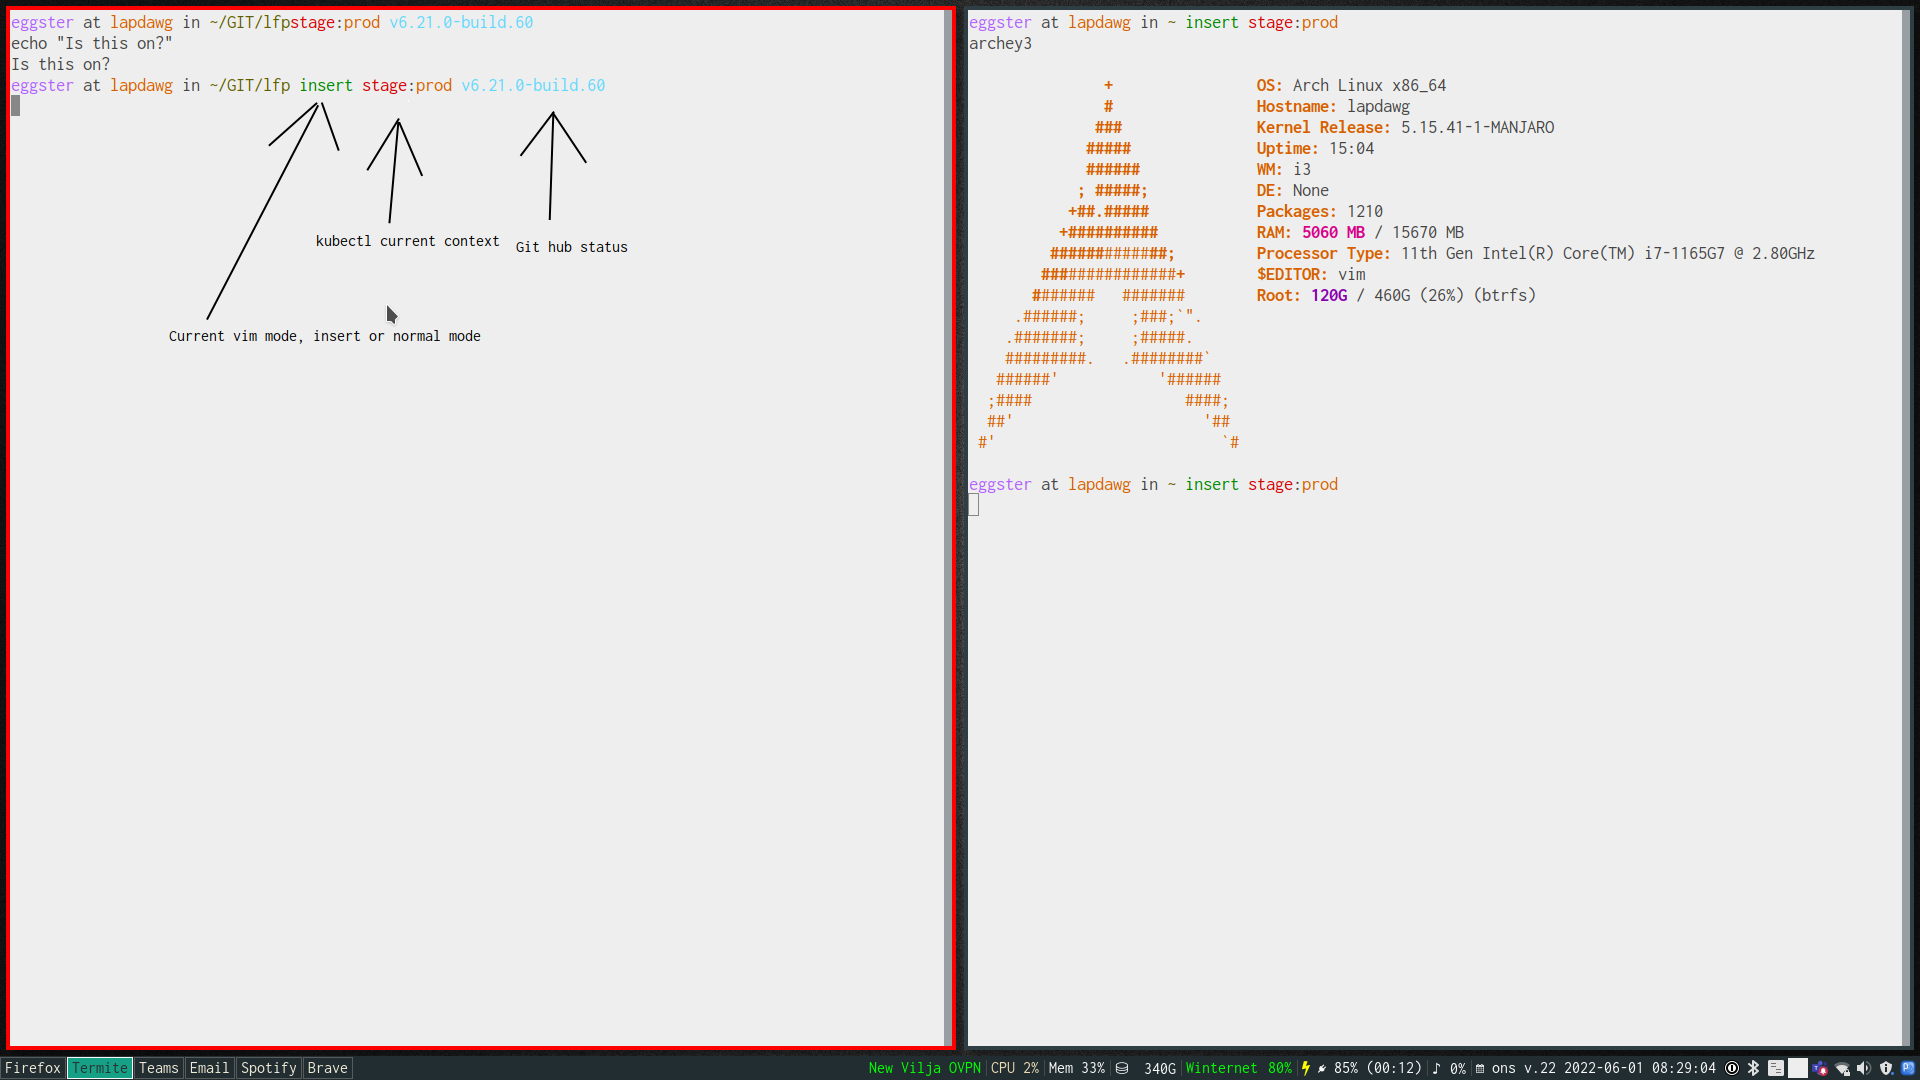 eggster at lapdawg in ~/GIT/lfpstage:prod v6.21.0-build.60
echo "Is this on?"
Is this on?
eggster at lapdawg in ~/GIT/lfp insert stage:prod v6.21.0-build.60
kubectl current context
Git hub status
Current vim mode, insert or normal mode
eggster at lapdawg in ~ insert stage:prod
archey3
+
#
###
#####
######
; #####;
+##.#####
+##########
#############;
###############+
####### #######
.######; ;###;`".
.#######; ;#####.
#########. .########`
######' '######
;#### ####;
##' '##
#' `#
OS: Arch Linux x86_64
Hostname: lapdawg
Kernel Release: 5.15.41-1-MANJARO
Uptime: 15:04
WM: i3
DE: None
Packages: 1210
RAM: 5060 MB / 15670 MB
Processor Type: 11th Gen Intel(R) Core(TM) i7-1165G7 @ 2.80GHz
$EDITOR: vim
Root: 120G / 460G (26%) (btrfs)
eggster at lapdawg in ~ insert stage:prod
Firefox Termite Teams Email Spotify Brave
New Vilja OVPN CPU 2% Mem 33% 340G Winternet 80% 85% (00:12) ♪ 0% ons v.22 2022-06-01 08:29:04